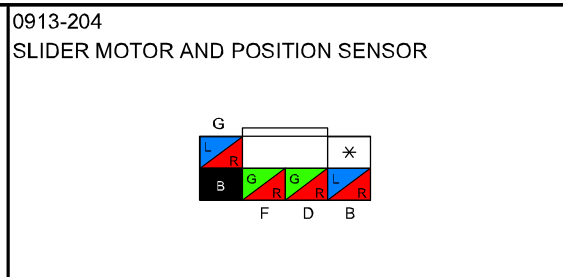 0913-204
SLIDER MOTOR AND POSITION SENSOR
G
L R *
B G R G R L R
F D B